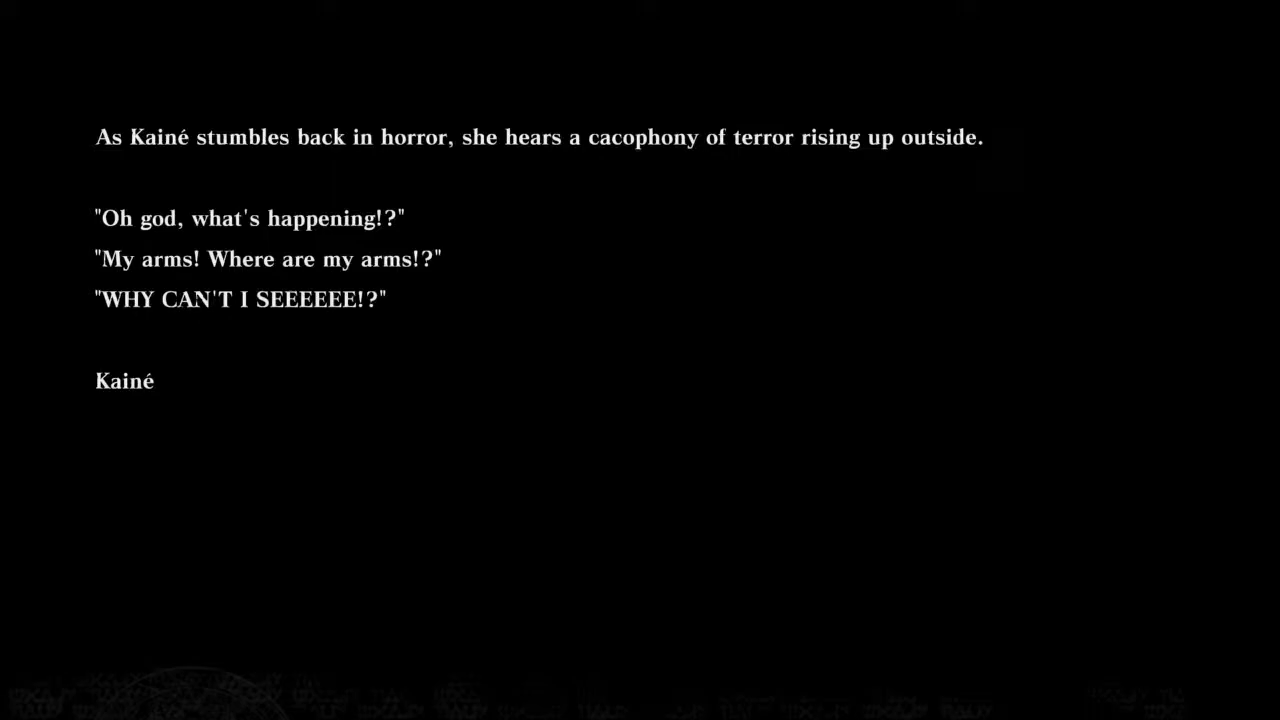 As Kainé stumbles back in horror, she hears a cacophony of terror rising up outside.
"Oh god, what's happening!?"
"My arms! Where are my arms!?"
"WHY CAN'T I SEEEEEE!?"
Kainé